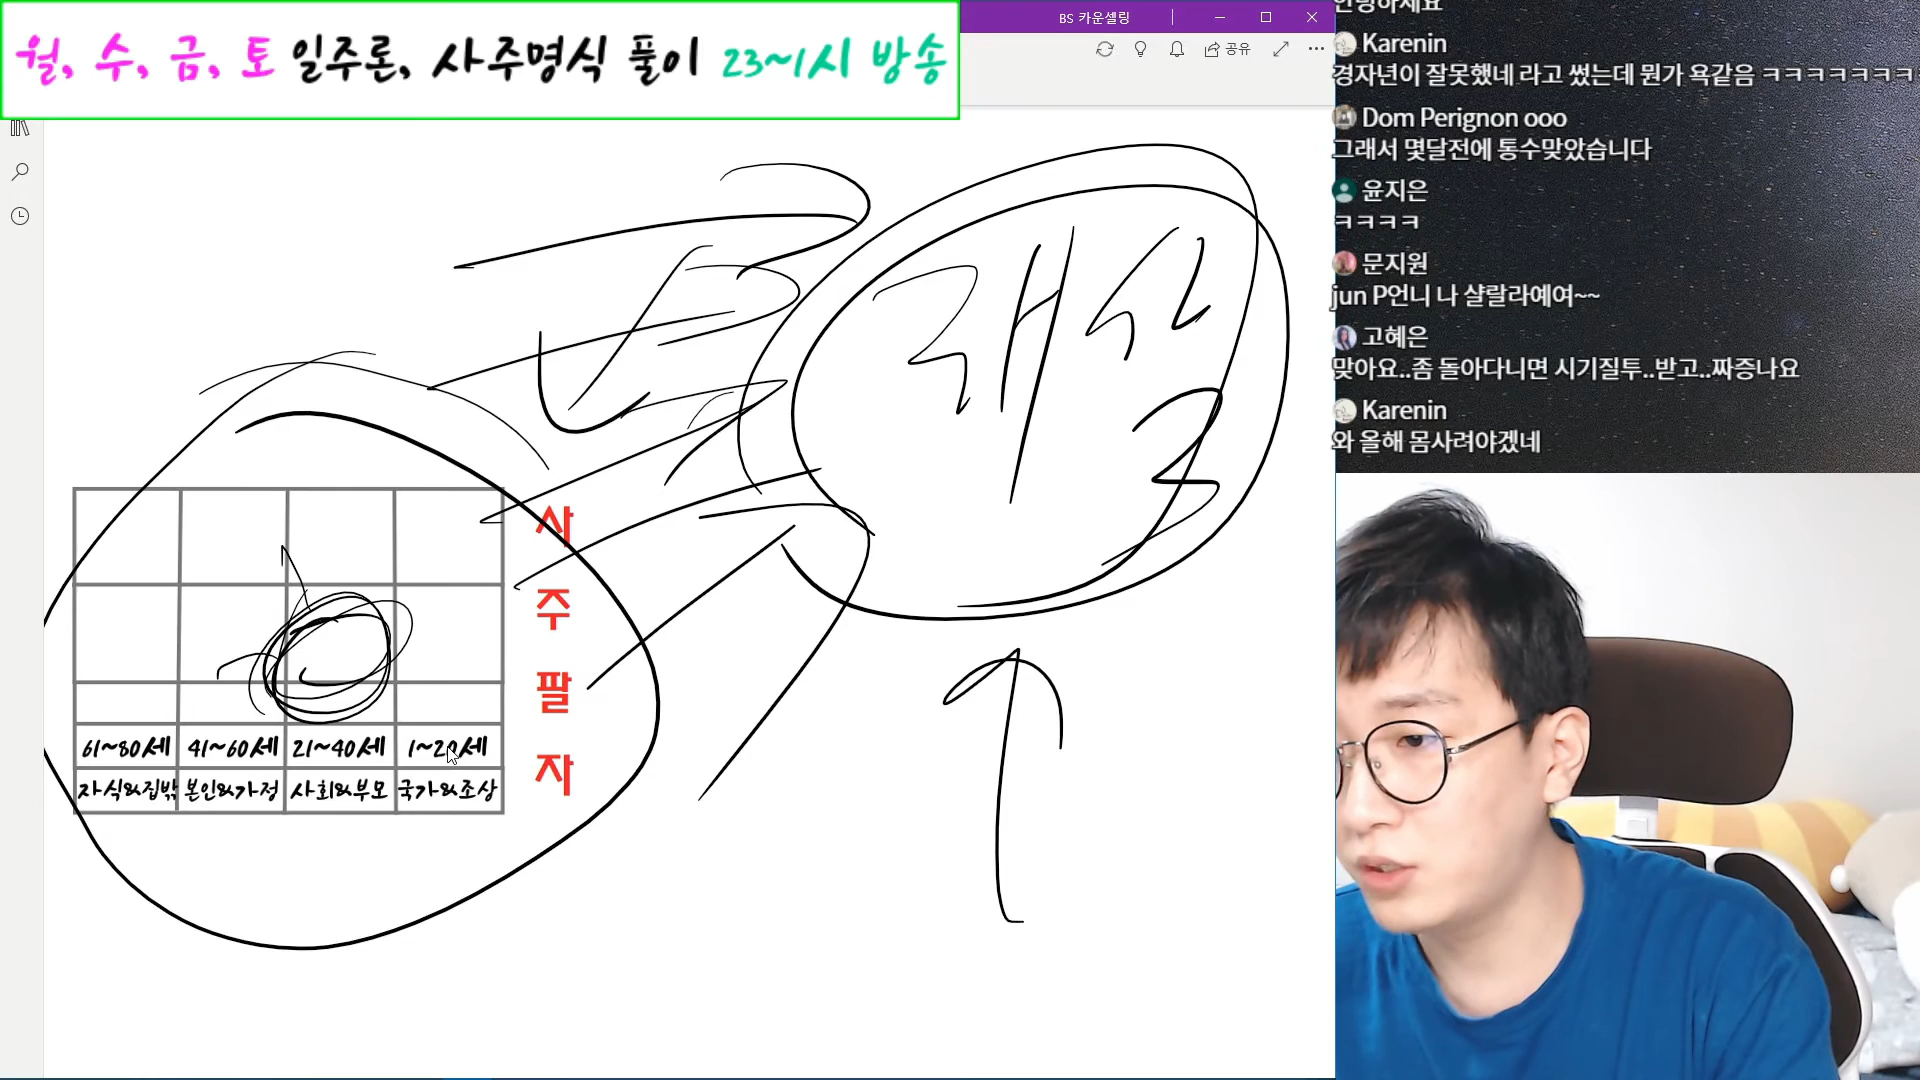 월, 수, 금, 토 일주론, 사주명식 풀이 23~1시 방송
BS 카운셀링
공유
사
주
팔
자
61~80세 41~60세 21~40세 1~20세
자식&집밖 본인&가정 사회&부모 국가&조상
안녕하세요
Karenin
경자년이 잘못했네 라고 썼는데 뭔가 욕같음 ㅋㅋㅋㅋㅋㅋㅋ
Dom Perignon ooo
그래서 몇달전에 통수맞았습니다
윤지은
ㅋㅋㅋㅋ
문지원
jun P언니 나 샬랄라예여~~
고혜은
맞아요..좀 돌아다니면 시기질투..받고..짜증나요
Karenin
와 올해 몸사려야겠네